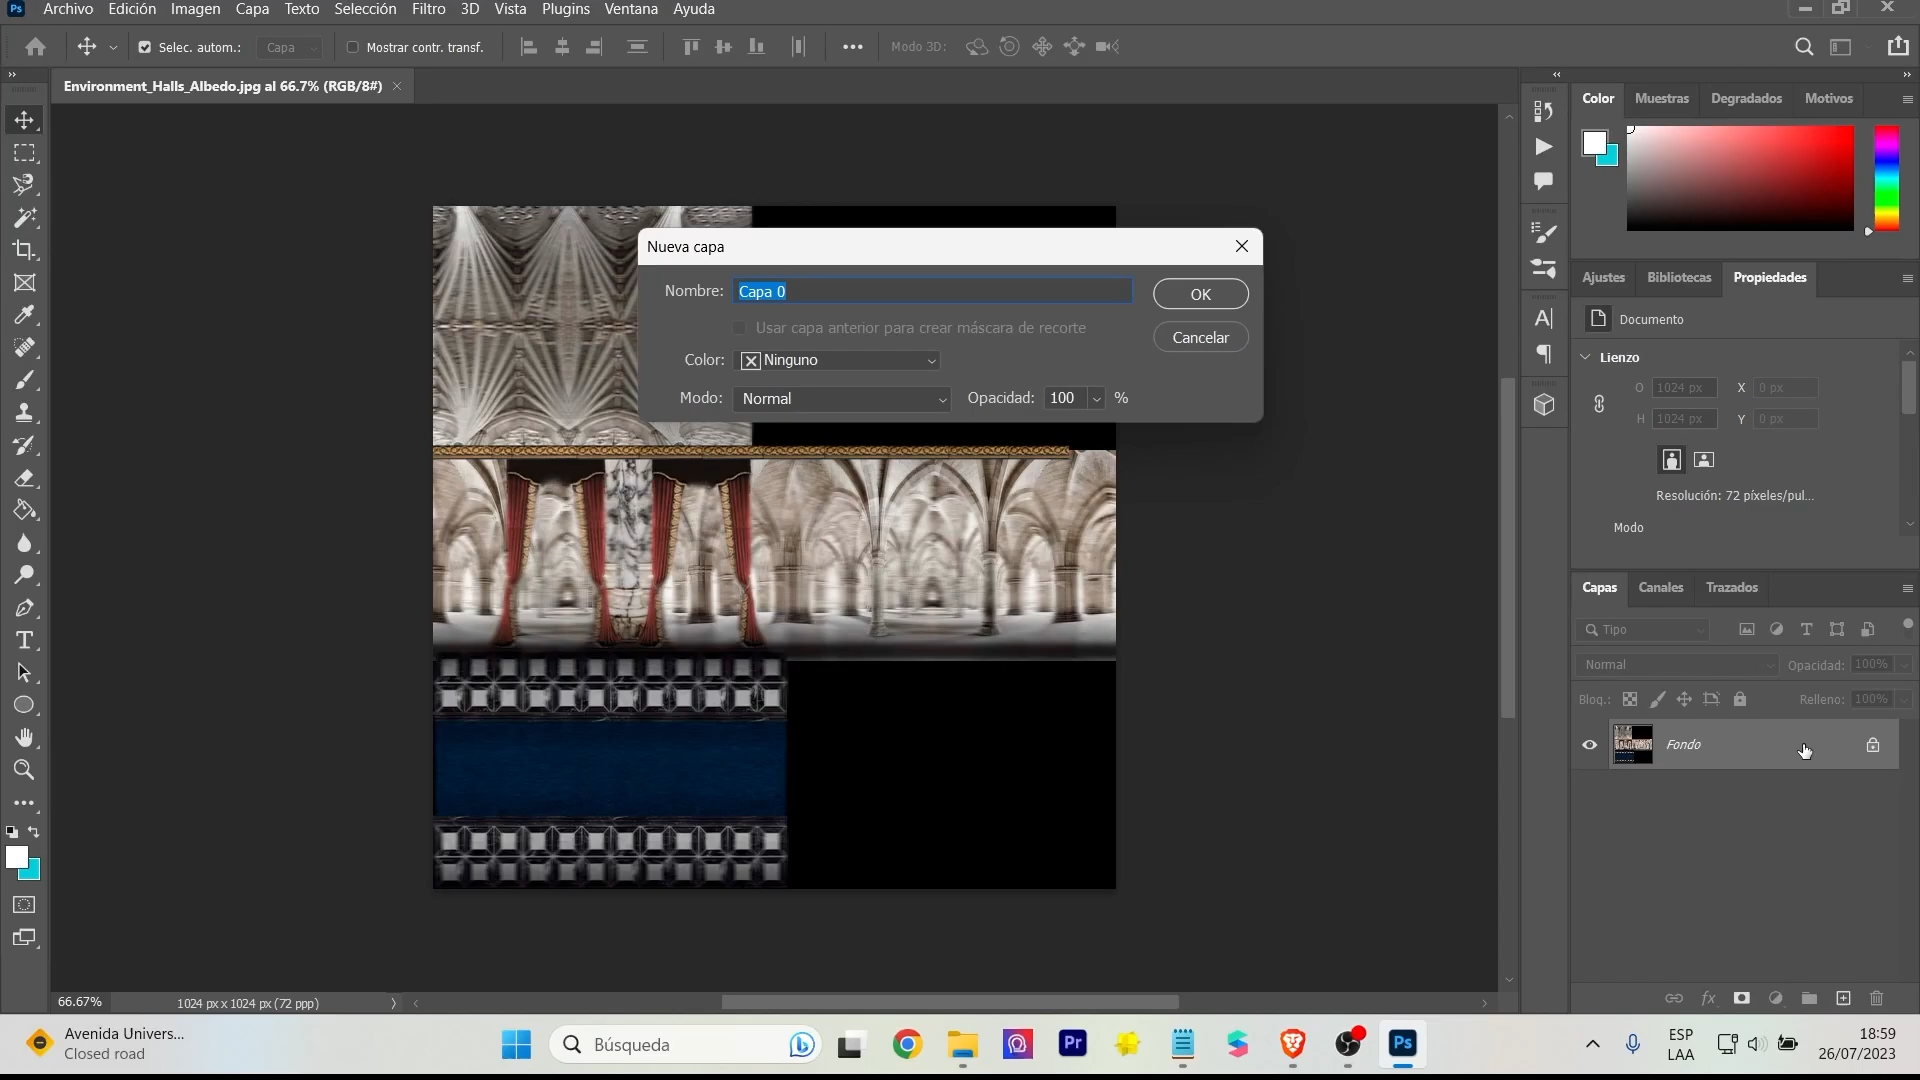 Ps Archivo Edición Imagen Capa Texto Selección Filtro 3D Vista Plugins Ventana Ayuda
Selec. autom.: Capa Mostrar contr. transf. Modo 3D:
Environment_Halls_Albedo.jpg al 66.7% (RGB/8#)
Color Muestras Degradados Motivos
Nueva capa
Nombre: Capa 0 OK
Usar capa anterior para crear máscara de recorte Cancelar
Color: Ninguno
Modo: Normal Opacidad: 100 %
Ajustes Bibliotecas Propiedades
Documento
Lienzo
O 1024 px X 0 px
H 1024 px Y 0 px
Resolución: 72 píxeles/pul...
Modo
Capas Canales Trazados
Tipo
Normal Opacidad: 100%
Bloq.: Relleno: 100%
Fondo
66.67% 1024 px x 1024 px (72 ppp)
Avenida Univers...
Closed road
Búsqueda
Pr
Ps
ESP
LAA
18:59
26/07/2023